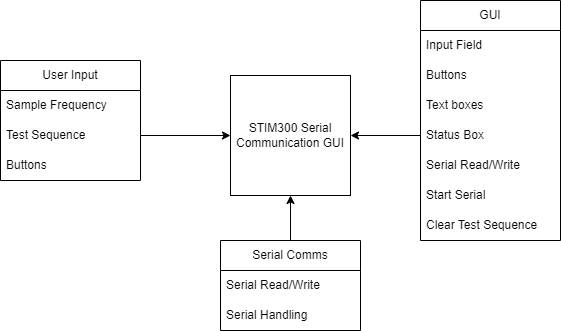 User Input
Sample Frequency
Test Sequence
Buttons
STIM300 Serial
Communication GUI
GUI
Input Field
Buttons
Text boxes
Status Box
Serial Read/Write
Start Serial
Clear Test Sequence
Serial Comms
Serial Read/Write
Serial Handling